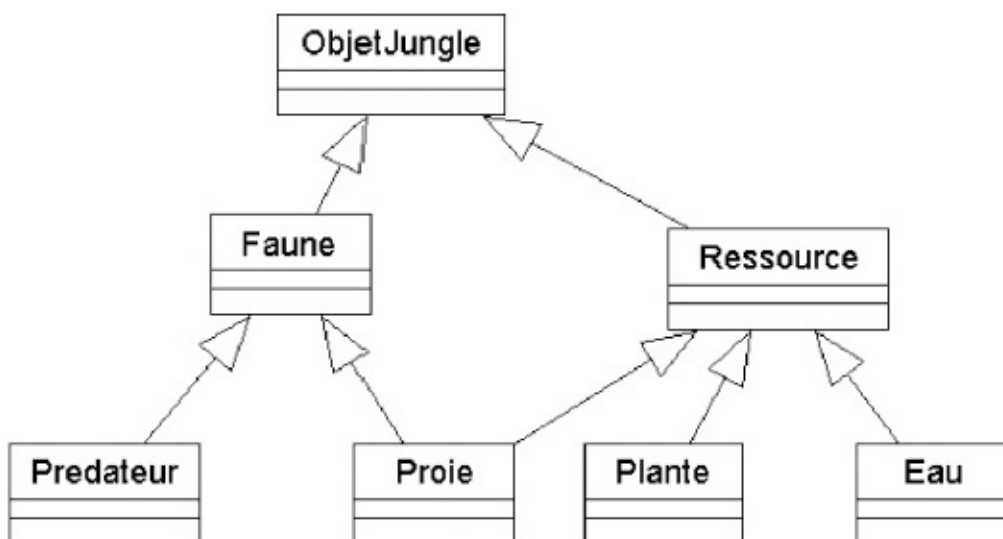 ObjetJungle
Faune
Ressource
Predateur
Proie
Plante
Eau